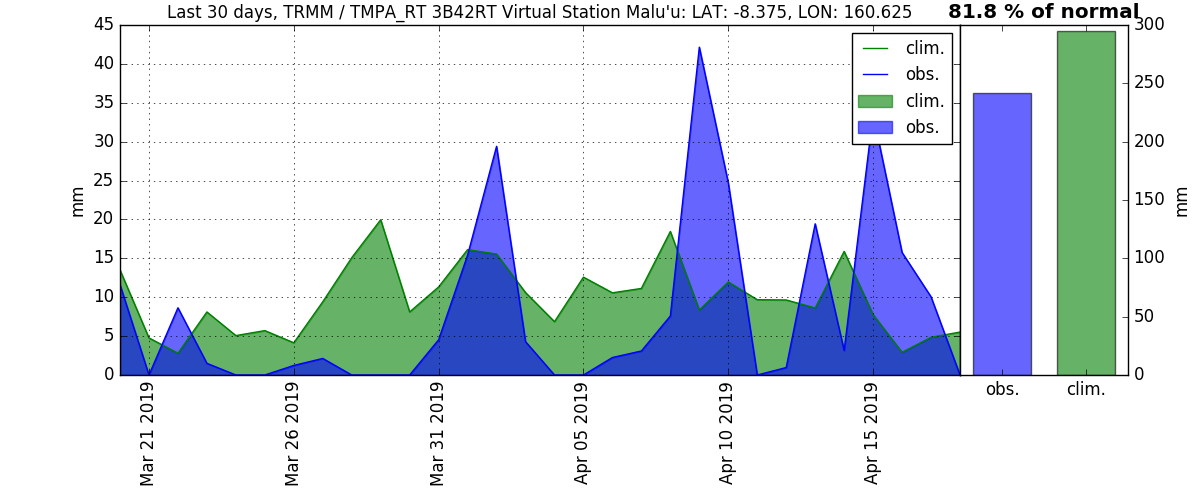 Last 30 days, TRMM / TMPA_RT 3B42RT Virtual Station Malu'u: LAT: -8.375, LON: 160.625
81.8 % of normal
clim.
obs.
clim.
obs.
45
40
35
30
25
20
15
10
5
0
mm
Mar 21 2019
Mar 26 2019
Mar 31 2019
Apr 05 2019
Apr 10 2019
Apr 15 2019
obs.
clim.
300
250
200
150
100
50
0
mm